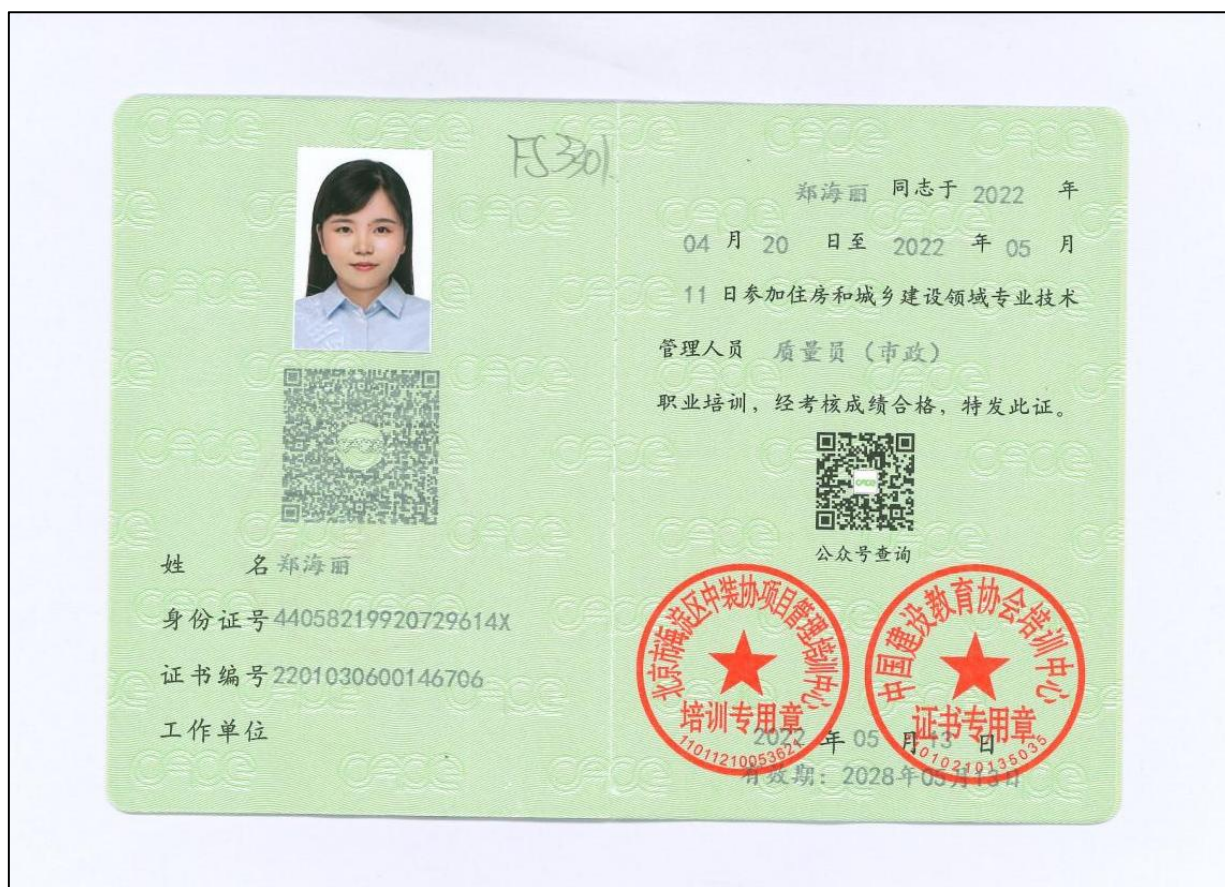 FS3301
姓 名 郑海丽
身份证号 44058219920729614X
证书编号 2201030600146706
工作单位
郑海丽 同志于 2022 年
04 月 20 日至 2022 年 05 月
11 日参加住房和城乡建设领域专业技术
管理人员 质量员（市政）
职业培训，经考核成绩合格，特发此证。
公众号查询
北京市海淀区中装协项目管理培训中心
培训专用章
11011210053621
中国建设教育协会培训中心
证书专用章
2022 年 05 月 13 日
有效期：2028年05月13日